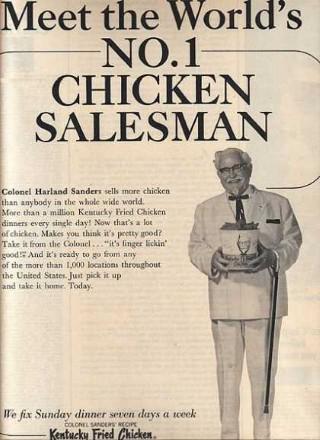 Meet the World's
NO.1
CHICKEN
SALESMAN
Colonel Harland Sanders sells more chicken
than anybody in the whole wide world.
More than a million Kentucky Fried Chicken
dinners every single day! Now that's a lot
of chicken. Makes you think it's pretty good?
Take it from the Colonel... "it's finger lickin'
good!" And it's ready to go from any
of the more than 1,000 locations throughout
the United States. Just pick it up
and take it home. Today.
We fix Sunday dinner seven days a week
COLONEL SANDERS' RECIPE
Kentucky Fried Chicken®